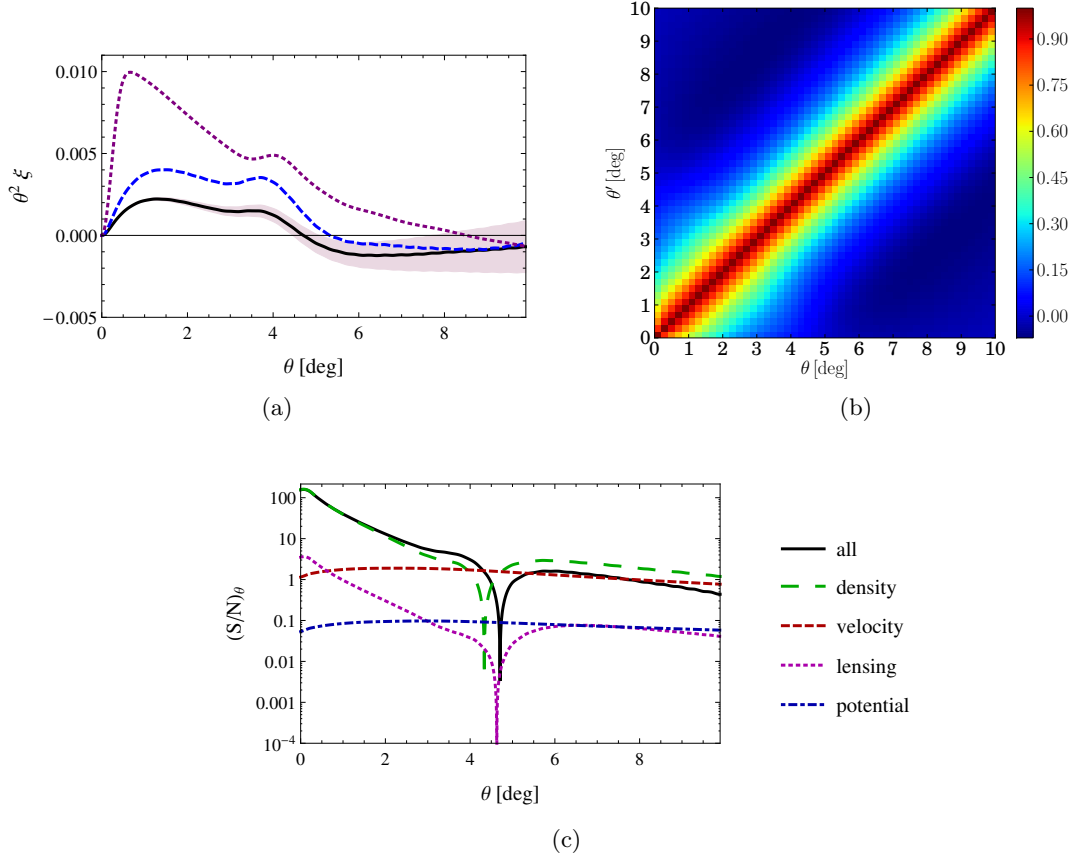 0.010
0.005
0.000
−0.005
θ² ξ
0 2 4 6 8
θ [deg]
(a)
10
9
8
7
6
5
4
3
2
1
0
θ′ [deg]
0 1 2 3 4 5 6 7 8 9 10
θ [deg]
0.90
0.75
0.60
0.45
0.30
0.15
0.00
(b)
100
10
1
0.1
0.01
0.001
10⁻⁴
(S/N)θ
0 2 4 6 8
θ [deg]
all
density
velocity
lensing
potential
(c)